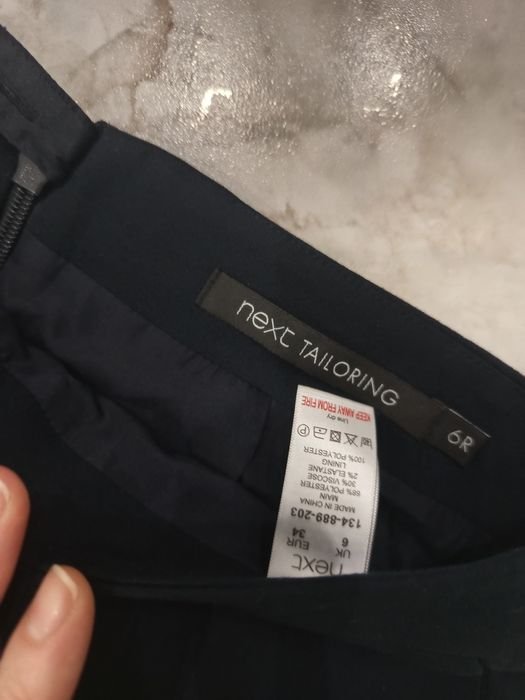 next TAILORING
6R
next
UK EUR
6 34
134-889-203
MADE IN CHINA
MAIN
68% POLYESTER
30% VISCOSE
2% ELASTANE
LINING
100% POLYESTER
P
Line dry
KEEP AWAY FROM FIRE